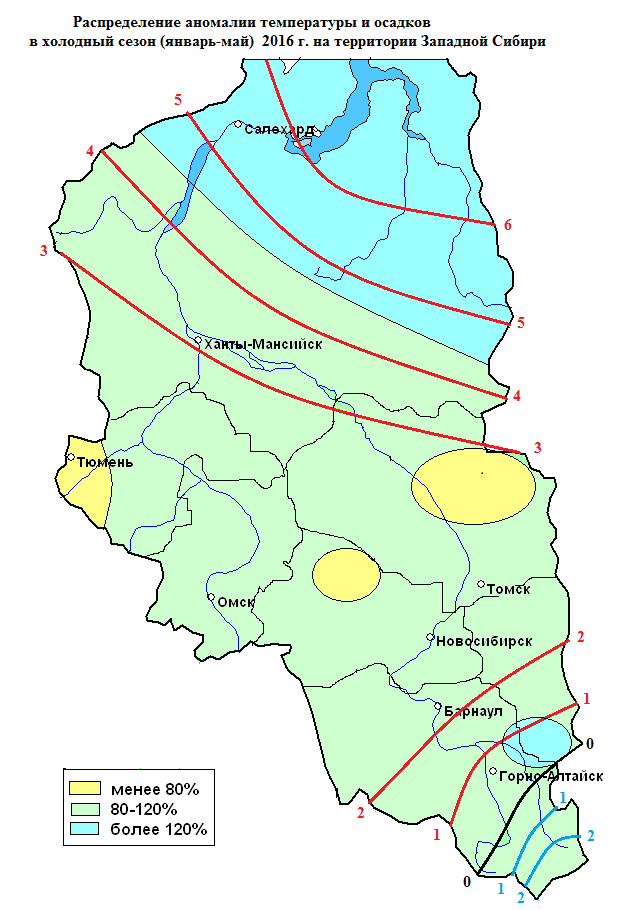 Распределение аномалии температуры и осадков
в холодный сезон (январь-май) 2016 г. на территории Западной Сибири
5
Салехард
4
6
3
5
Ханты-Мансийск
4
3
Тюмень
Томск
Омск
Новосибирск
2
1
Барнаул
0
Горно-Алтайск
менее 80%
1
80-120%
2
1
2
более 120%
0
1
2